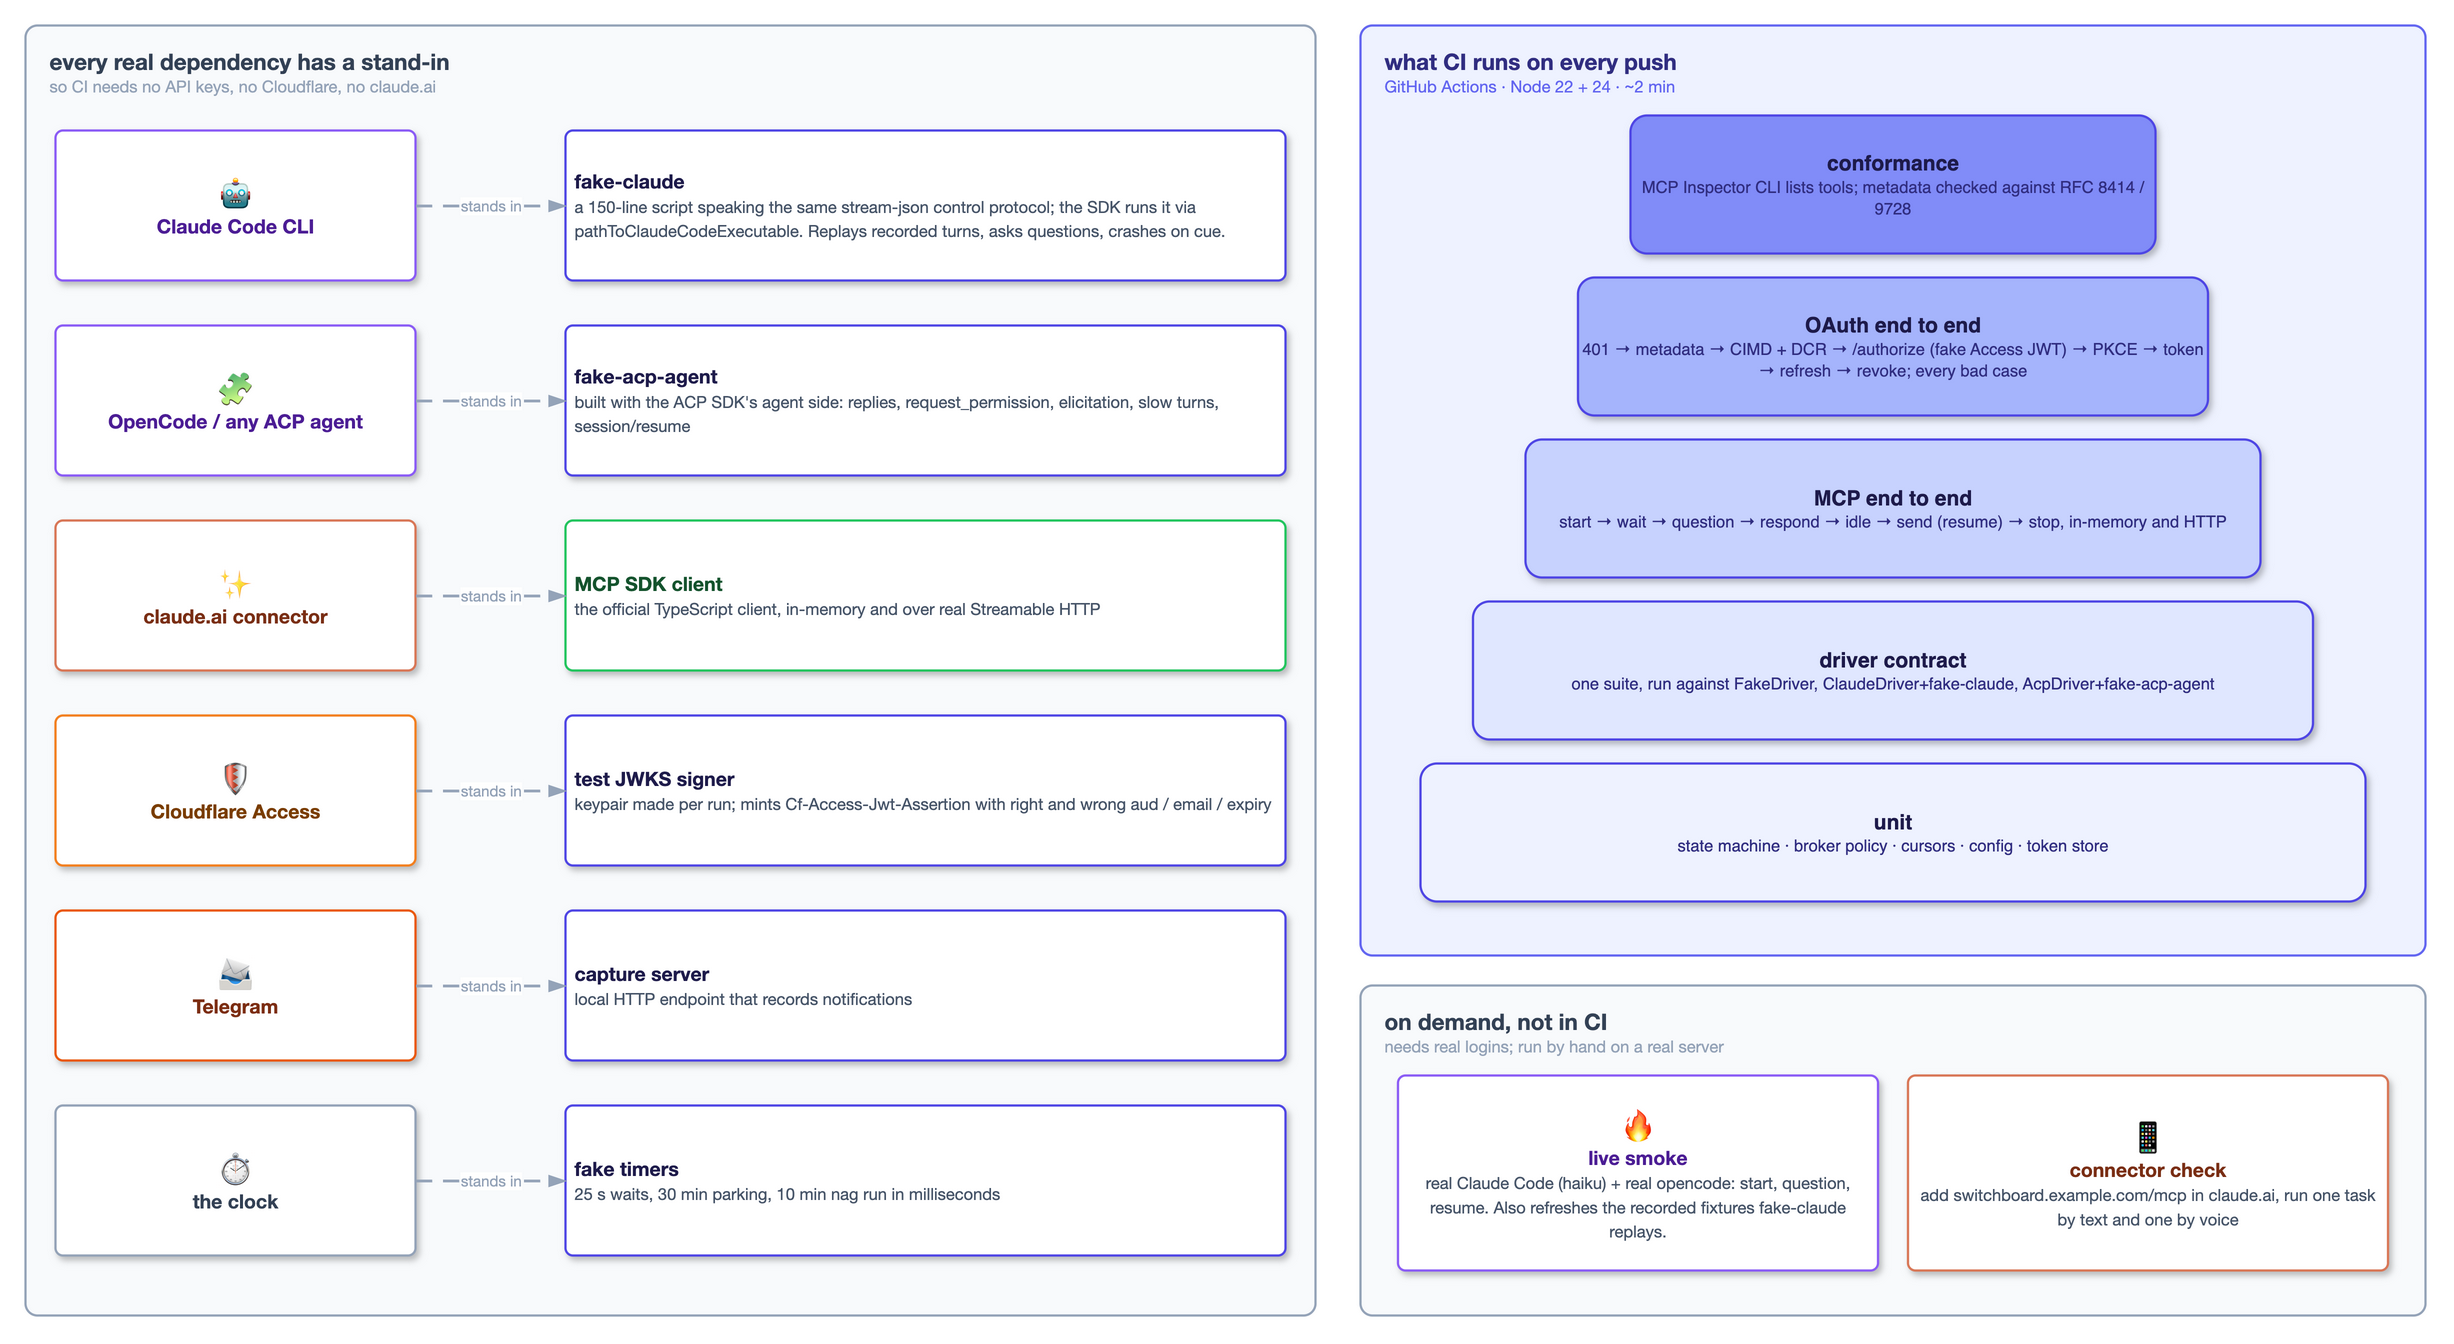 every real dependency has a stand-in
so CI needs no API keys, no Cloudflare, no claude.ai
Claude Code CLI
stands in
fake-claude
a 150-line script speaking the same stream-json control protocol; the SDK runs it via
pathToClaudeCodeExecutable. Replays recorded turns, asks questions, crashes on cue.
OpenCode / any ACP agent
stands in
fake-acp-agent
built with the ACP SDK's agent side: replies, request_permission, elicitation, slow turns,
session/resume
claude.ai connector
stands in
MCP SDK client
the official TypeScript client, in-memory and over real Streamable HTTP
Cloudflare Access
stands in
test JWKS signer
keypair made per run; mints Cf-Access-Jwt-Assertion with right and wrong aud / email / expiry
Telegram
stands in
capture server
local HTTP endpoint that records notifications
the clock
stands in
fake timers
25 s waits, 30 min parking, 10 min nag run in milliseconds
what CI runs on every push
GitHub Actions · Node 22 + 24 · ~2 min
conformance
MCP Inspector CLI lists tools; metadata checked against RFC 8414 /
9728
OAuth end to end
401 → metadata → CIMD + DCR → /authorize (fake Access JWT) → PKCE → token
→ refresh → revoke; every bad case
MCP end to end
start → wait → question → respond → idle → send (resume) → stop, in-memory and HTTP
driver contract
one suite, run against FakeDriver, ClaudeDriver+fake-claude, AcpDriver+fake-acp-agent
unit
state machine · broker policy · cursors · config · token store
on demand, not in CI
needs real logins; run by hand on a real server
live smoke
real Claude Code (haiku) + real opencode: start, question,
resume. Also refreshes the recorded fixtures fake-claude
replays.
connector check
add switchboard.example.com/mcp in claude.ai, run one task
by text and one by voice